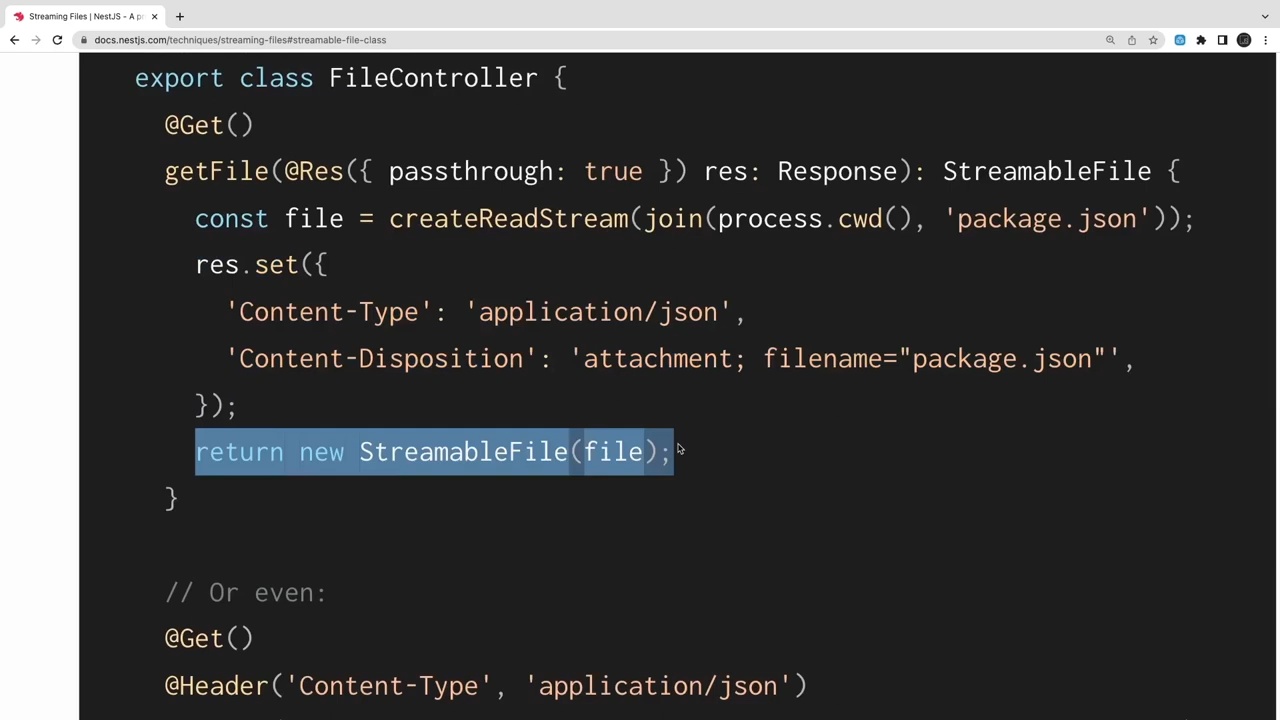 Streaming Files | NestJS - A p
docs.nestjs.com/techniques/streaming-files#streamable-file-class
export class FileController {
@Get()
getFile(@Res({ passthrough: true }) res: Response): StreamableFile {
const file = createReadStream(join(process.cwd(), 'package.json'));
res.set({
'Content-Type': 'application/json',
'Content-Disposition': 'attachment; filename="package.json"',
});
return new StreamableFile(file);
}
// Or even:
@Get()
@Header('Content-Type', 'application/json')